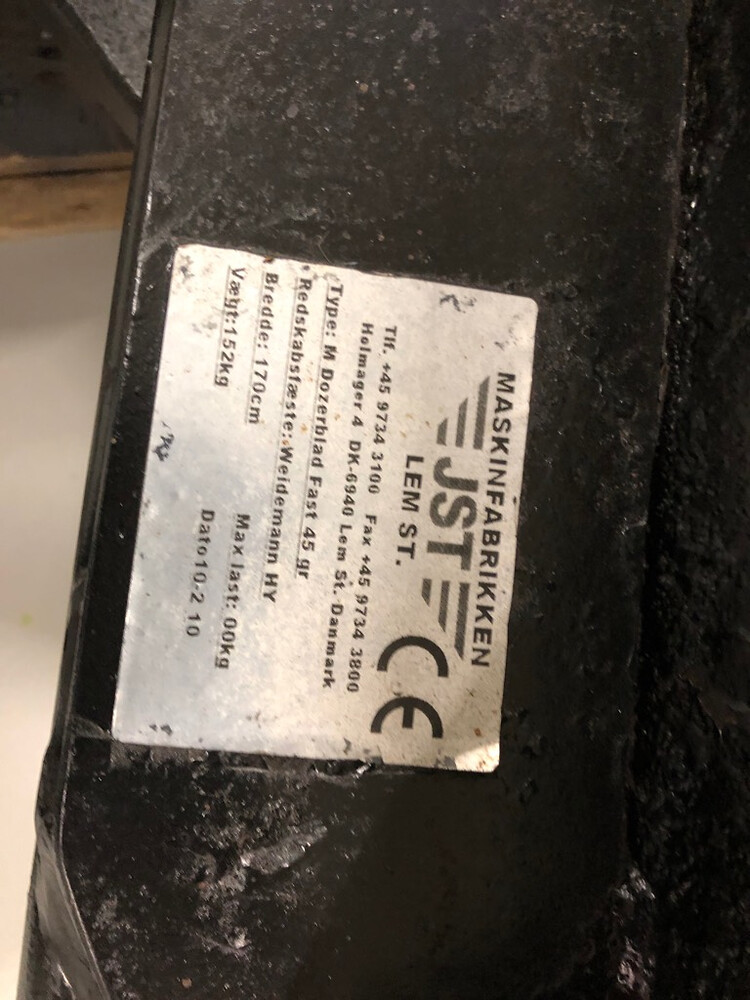 MASKINFABRIKKEN
JST
LEM ST.
CE
Tlf. +45 9734 3100 Fax +45 9734 3800
Holmager 4 DK-6940 Lem St. Danmark
Type: M Dozerblad Fast 45 gr
Redskabsfæste: Weidemann HY
Bredde: 170cm Max last: 00kg
Vægt:152kg Dato10-2 10